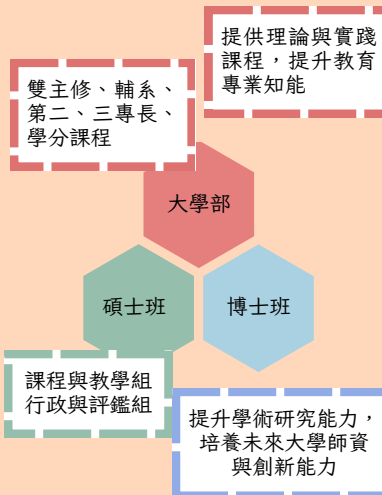 提供理論與實踐
課程，提升教育
專業知能
雙主修、輔系、
第二、三專長、
學分課程
大學部
碩士班
博士班
課程與教學組
行政與評鑑組
提升學術研究能力，
培養未來大學師資
與創新能力